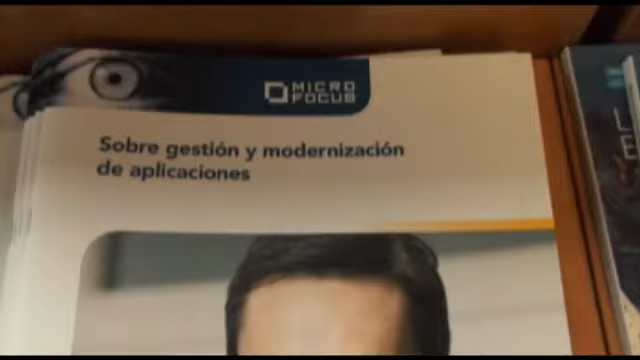 MICRO
FOCUS
Sobre gestión y modernización
de aplicaciones